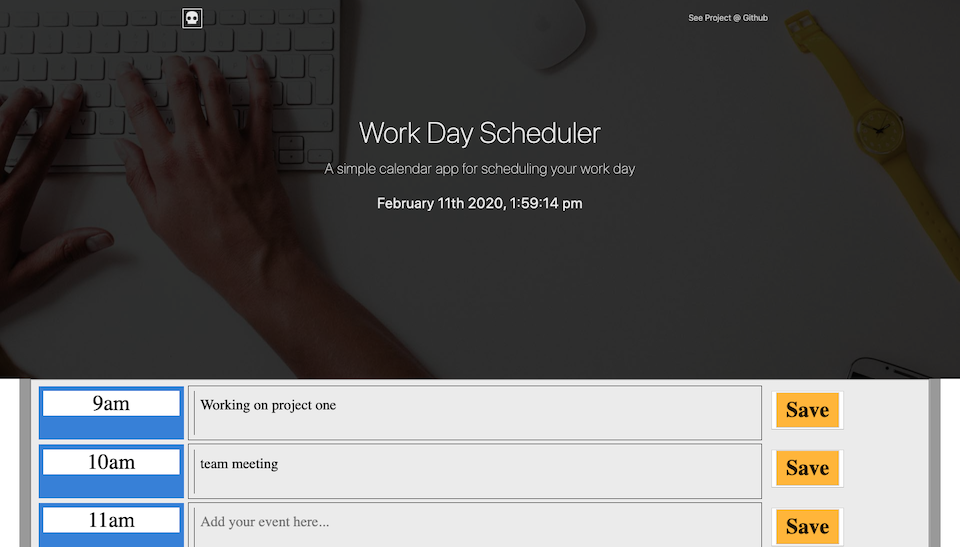 See Project @ Github
Work Day Scheduler
A simple calendar app for scheduling your work day
February 11th 2020, 1:59:14 pm
9am
Working on project one
Save
10am
team meeting
Save
11am
Add your event here...
Save